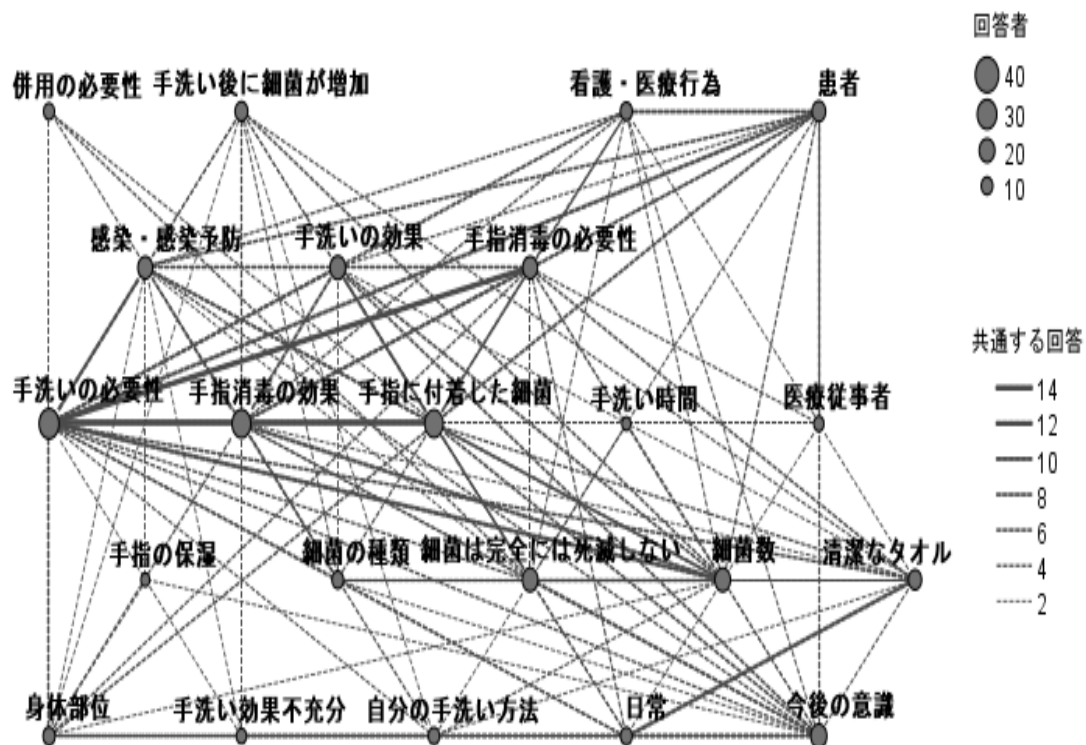 回答者
併用の必要性 手洗い後に細菌が増加 看護・医療行為 患者
40
30
20
10
感染・感染予防 手洗いの効果 手指消毒の必要性
共通する回答
手洗いの必要性 手指消毒の効果 手指に付着した細菌 手洗い時間 医療従事者
14
12
10
8
6
4
2
手指の保湿 細菌の種類 細菌は完全には死滅しない 細菌数 清潔なタオル
身体部位 手洗い効果不充分 自分の手洗い方法 日常 今後の意識